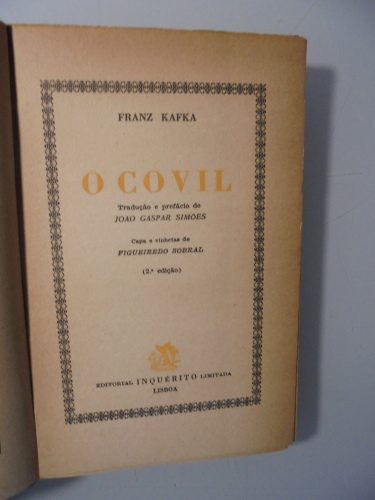 FRANZ KAFKA
O COVIL
Tradução e prefácio de
JOÃO GASPAR SIMÕES
Capa e vinhetas de
FIGUEIREDO SOBRAL
(2.ª edição)
EDITORIAL INQUÉRITO LIMITADA
LISBOA